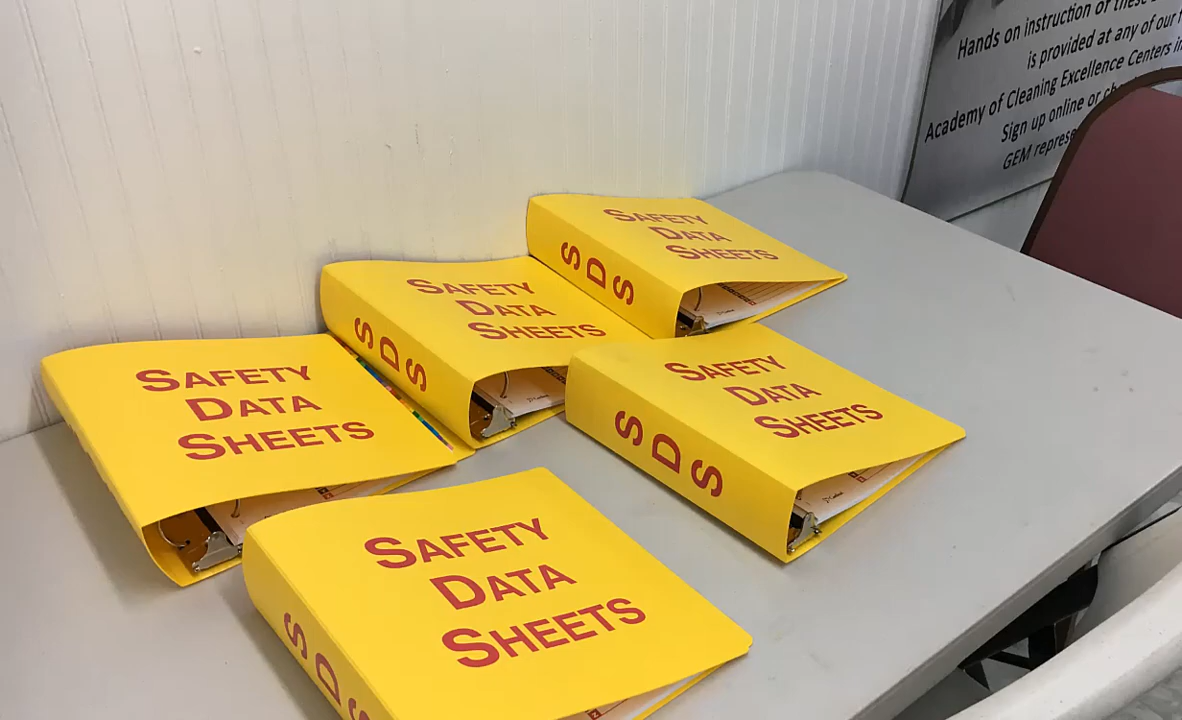 Hands on instruction of these
is provided at any of our
Academy of Cleaning Excellence Centers
Sign up online or
GEM
SAFETY
DATA
SHEETS
SDS
SAFETY
DATA
SHEETS
SDS
SAFETY
DATA
SHEETS
SAFETY
DATA
SHEETS
SDS
SAFETY
DATA
SHEETS
SDS